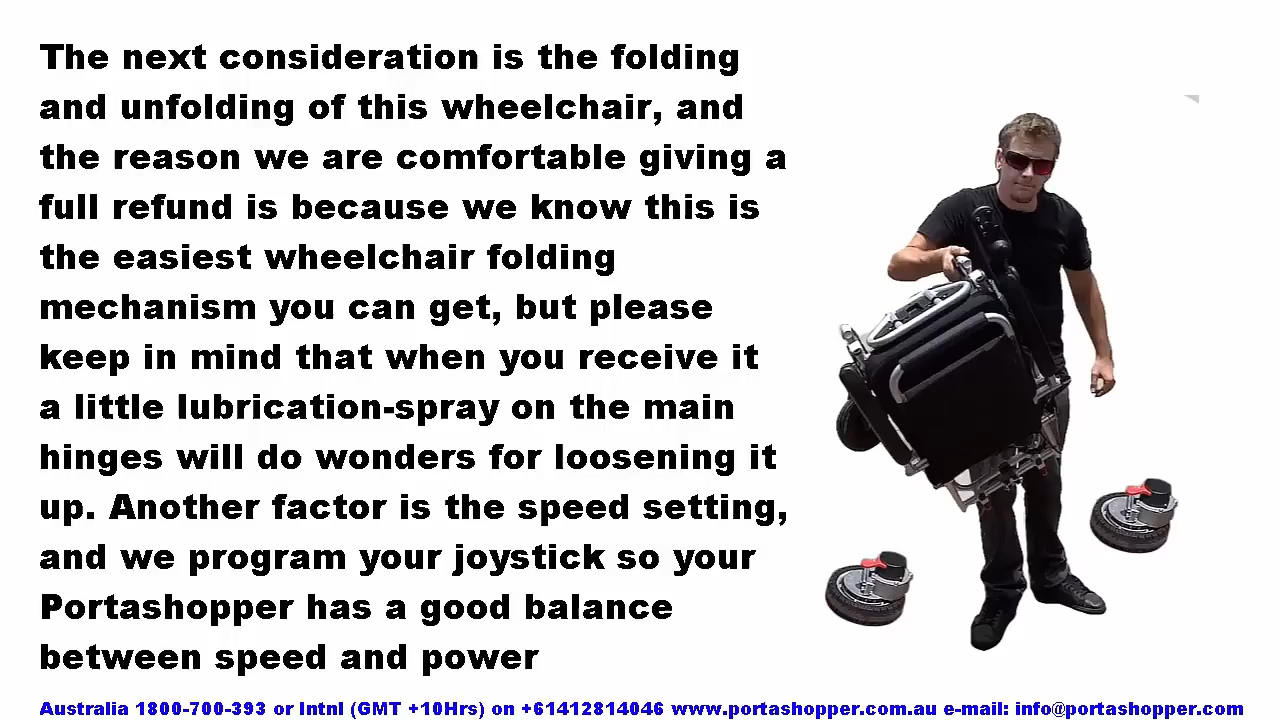 The next consideration is the folding
and unfolding of this wheelchair, and
the reason we are comfortable giving a
full refund is because we know this is
the easiest wheelchair folding
mechanism you can get, but please
keep in mind that when you receive it
a little lubrication-spray on the main
hinges will do wonders for loosening it
up. Another factor is the speed setting,
and we program your joystick so your
Portashopper has a good balance
between speed and power
Australia 1800-700-393 or Intnl (GMT +10Hrs) on +61412814046 www.portashopper.com.au e-mail: info@portashopper.com